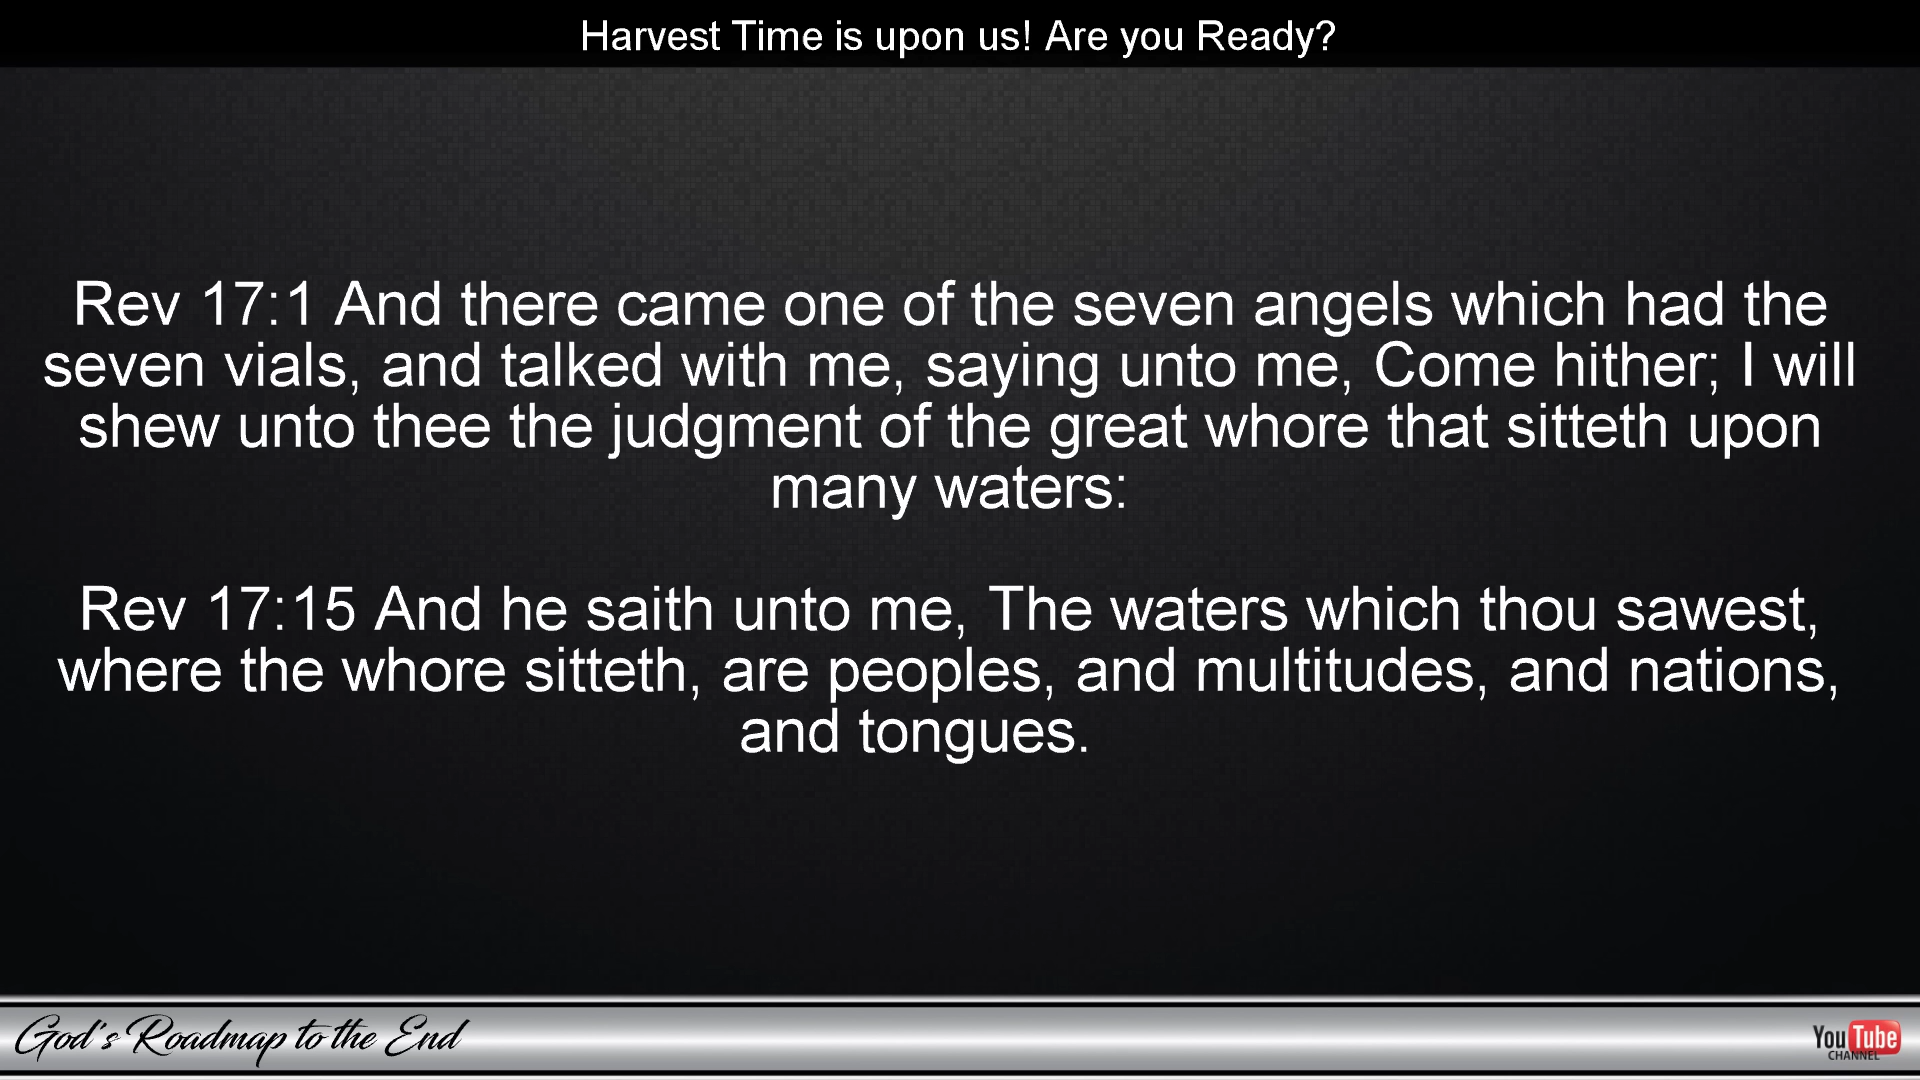 Harvest Time is upon us! Are you Ready?
Rev 17:1 And there came one of the seven angels which had the
seven vials, and talked with me, saying unto me, Come hither; I will
shew unto thee the judgment of the great whore that sitteth upon
many waters:
Rev 17:15 And he saith unto me, The waters which thou sawest,
where the whore sitteth, are peoples, and multitudes, and nations,
and tongues.
God's Roadmap to the End
YouTube
CHANNEL